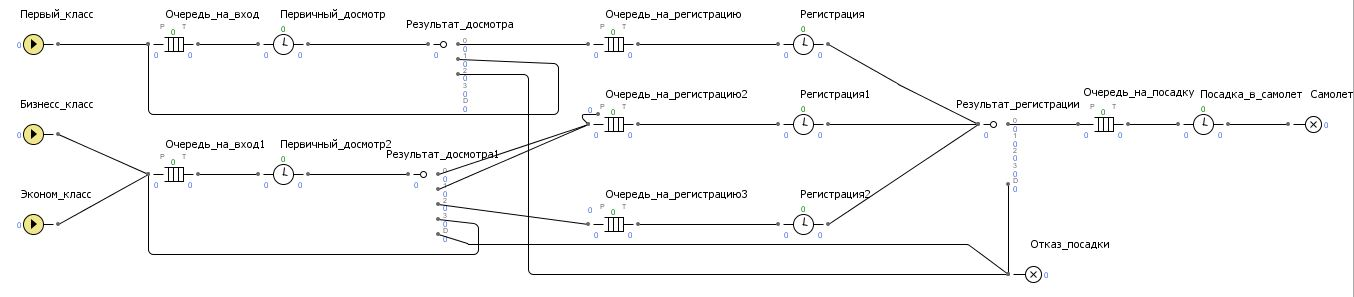 Первый_класс
Очередь_на_вход
Первичный_досмотр
Результат_досмотра
Очередь_на_регистрацию
Регистрация
Бизнесс_класс
Очередь_на_регистрацию2
Регистрация1
Результат_регистрации
Очередь_на_посадку
Посадка_в_самолет
Самолет
Очередь_на_вход1
Первичный_досмотр2
Результат_досмотра1
Эконом_класс
Очередь_на_регистрацию3
Регистрация2
Отказ_посадки